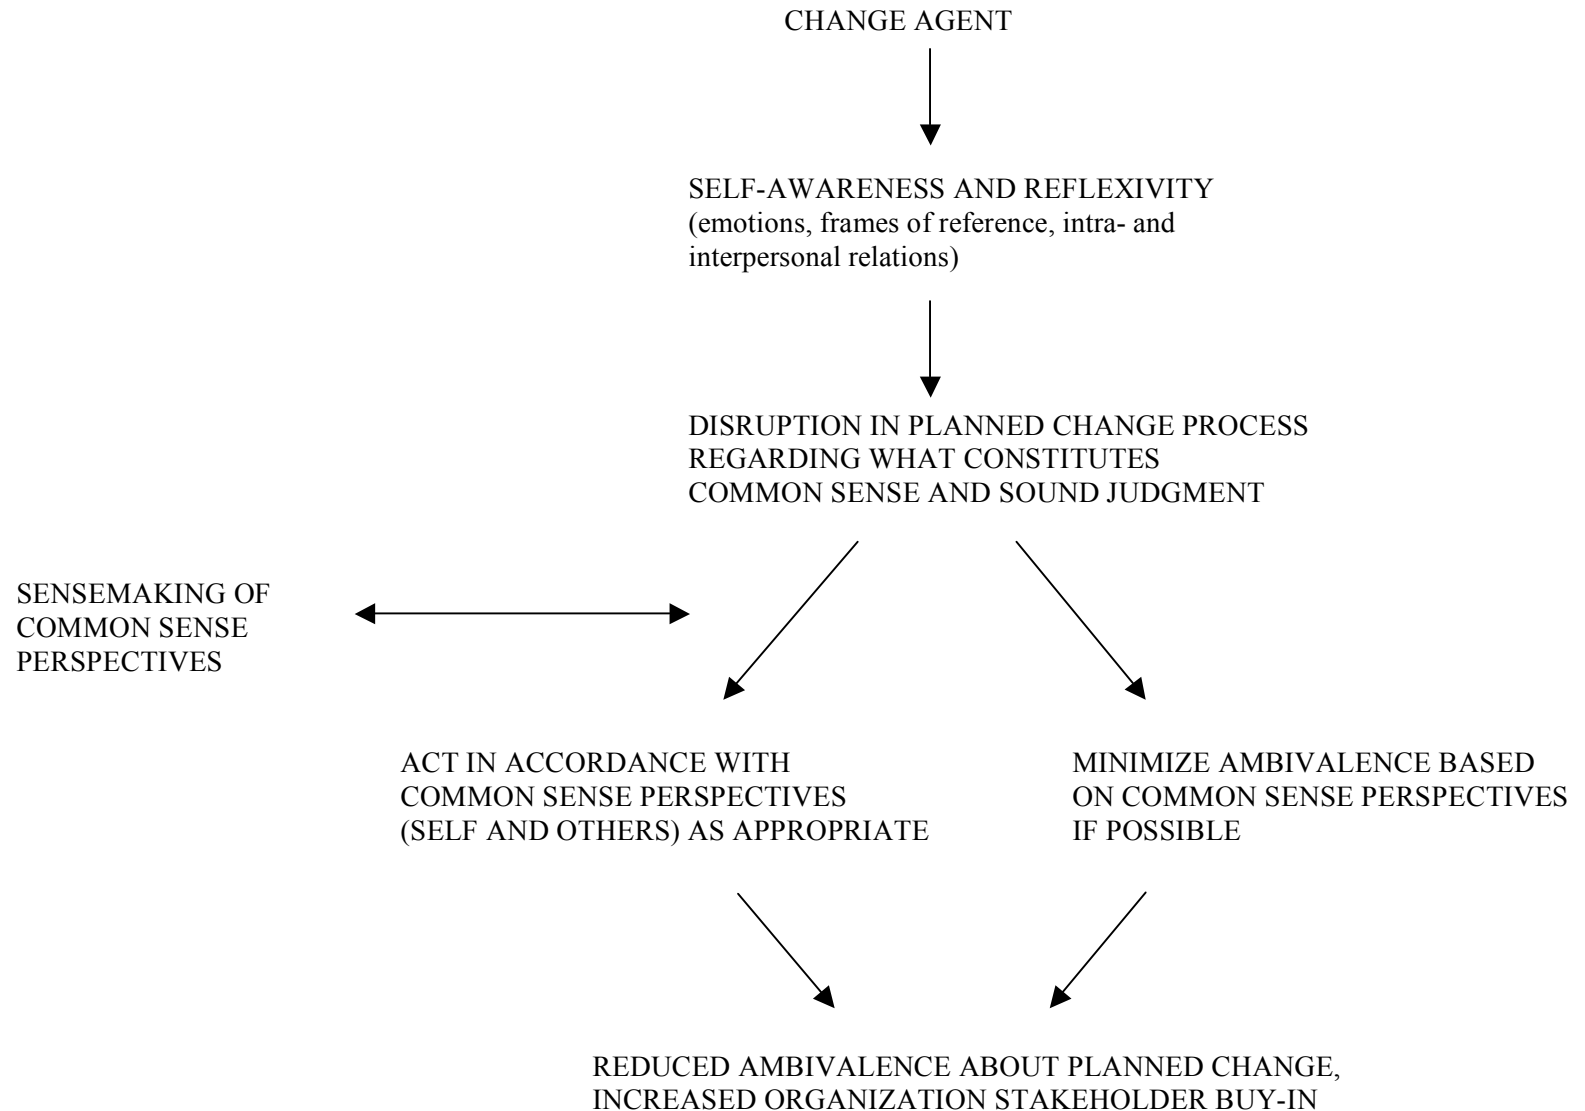 CHANGE AGENT
SELF-AWARENESS AND REFLEXIVITY
(emotions, frames of reference, intra- and
interpersonal relations)
DISRUPTION IN PLANNED CHANGE PROCESS
REGARDING WHAT CONSTITUTES
COMMON SENSE AND SOUND JUDGMENT
SENSEMAKING OF
COMMON SENSE
PERSPECTIVES
ACT IN ACCORDANCE WITH
COMMON SENSE PERSPECTIVES
(SELF AND OTHERS) AS APPROPRIATE
MINIMIZE AMBIVALENCE BASED
ON COMMON SENSE PERSPECTIVES
IF POSSIBLE
REDUCED AMBIVALENCE ABOUT PLANNED CHANGE,
INCREASED ORGANIZATION STAKEHOLDER BUY-IN